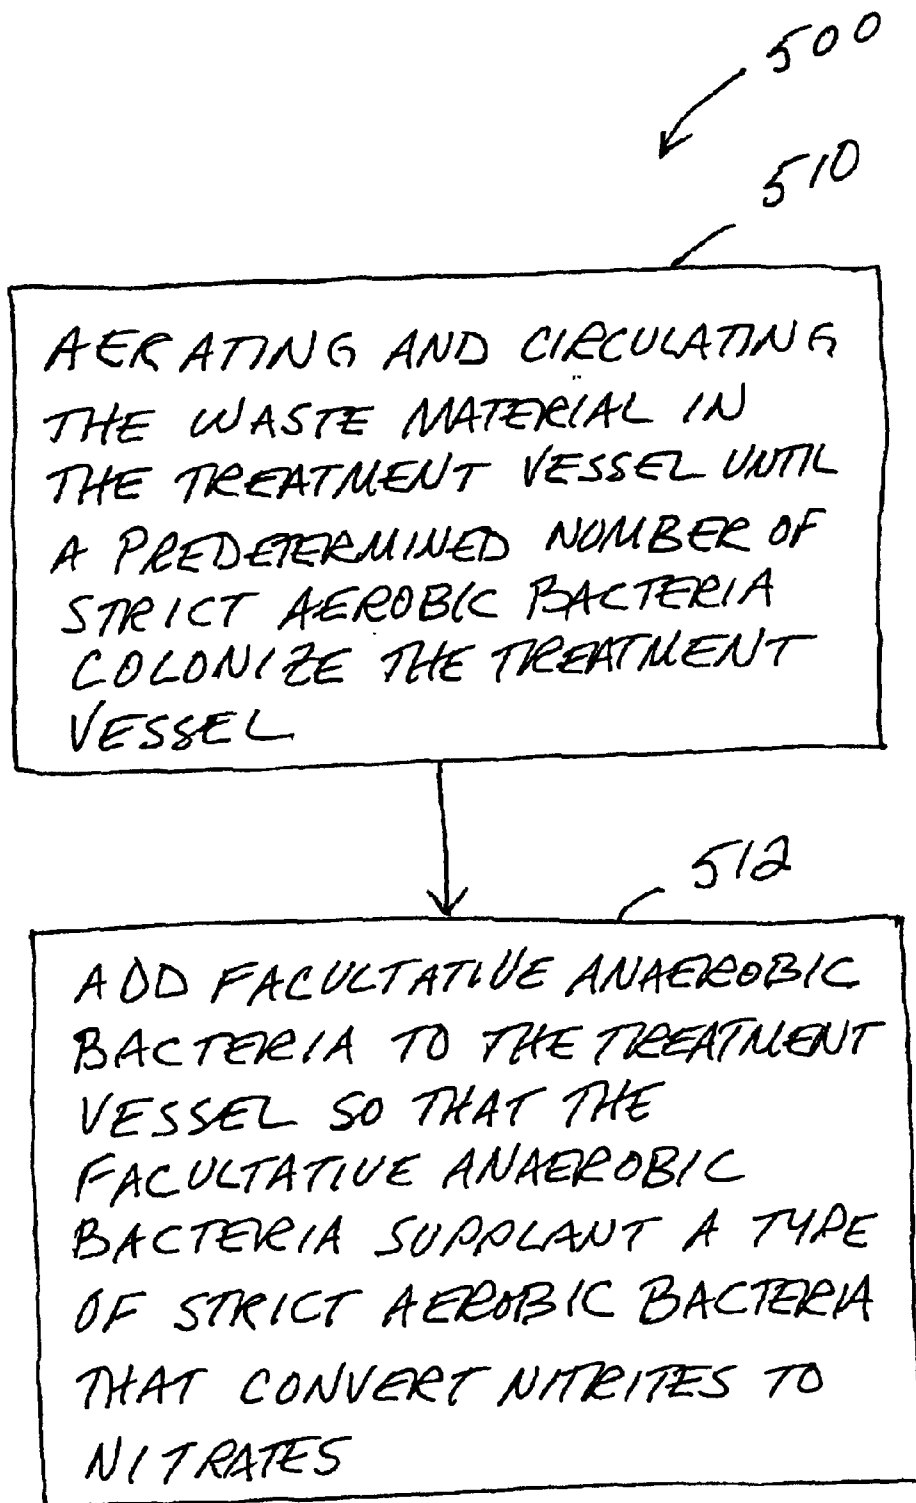 500
510
AERATING AND CIRCULATING
THE WASTE MATERIAL IN
THE TREATMENT VESSEL UNTIL
A PREDETERMINED NUMBER OF
STRICT AEROBIC BACTERIA
COLONIZE THE TREATMENT
VESSEL
512
ADD FACULTATIVE ANAEROBIC
BACTERIA TO THE TREATMENT
VESSEL SO THAT THE
FACULTATIVE ANAEROBIC
BACTERIA SUPPLANT A TYPE
OF STRICT AEROBIC BACTERIA
THAT CONVERT NITRITES TO
NITRATES